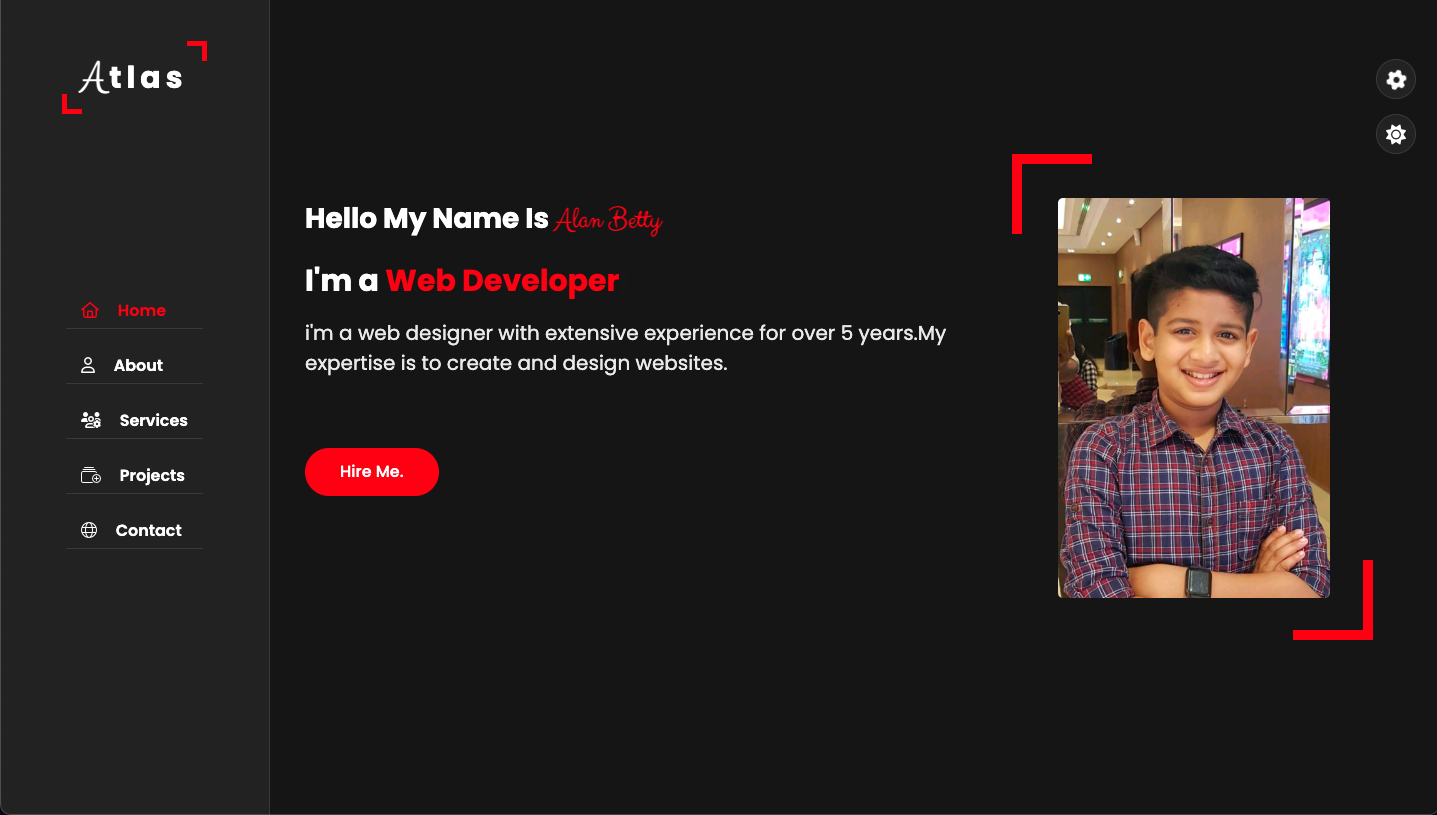 Atlas
Home
About
Services
Projects
Contact
Hello My Name Is Alan Betty
I'm a Web Developer
i'm a web designer with extensive experience for over 5 years.My
expertise is to create and design websites.
Hire Me.